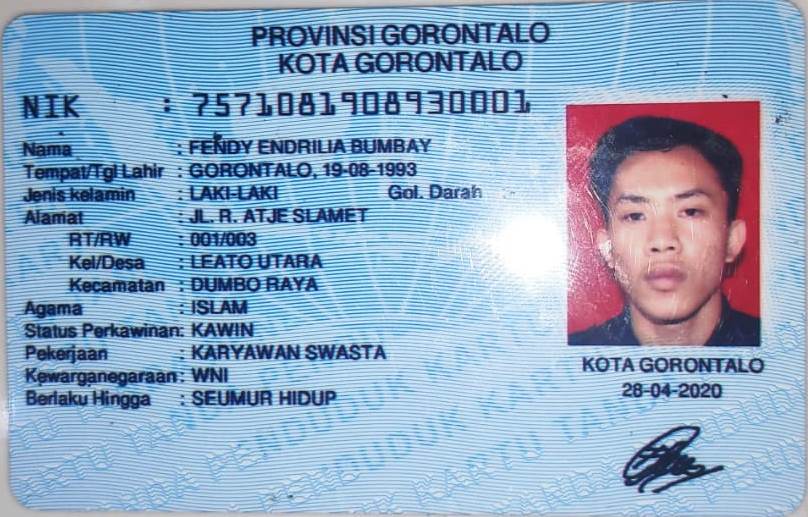 PROVINSI GORONTALO
KOTA GORONTALO
NIK : 7571081908930001
Nama : FENDY ENDRILIA BUMBAY
Tempat/Tgl Lahir : GORONTALO, 19-08-1993
Jenis kelamin : LAKI-LAKI Gol. Darah
Alamat : JL. R. ATJE SLAMET
RT/RW : 001/003
Kel/Desa : LEATO UTARA
Kecamatan : DUMBO RAYA
Agama : ISLAM
Status Perkawinan: KAWIN
Pekerjaan : KARYAWAN SWASTA
Kewarganegaraan: WNI
Berlaku Hingga : SEUMUR HIDUP
KOTA GORONTALO
28-04-2020